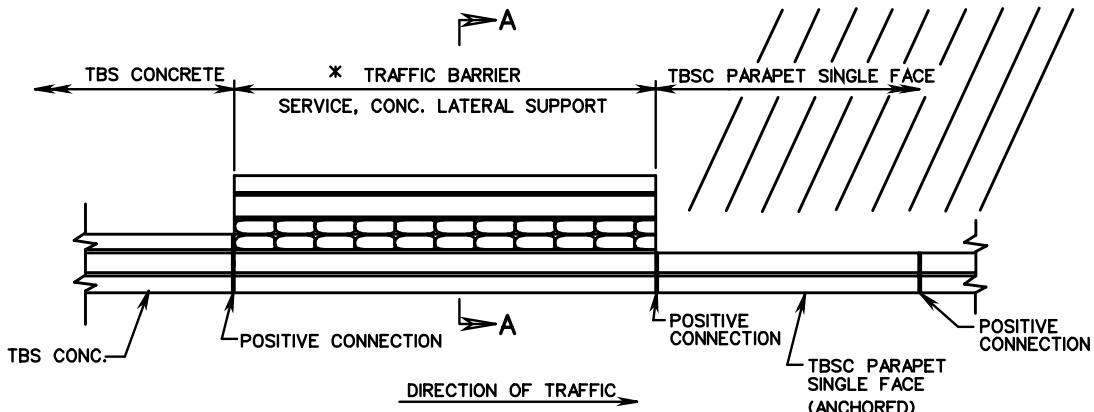 A
TBS CONCRETE
* TRAFFIC BARRIER
SERVICE, CONC. LATERAL SUPPORT
TBSC PARAPET SINGLE FACE
A
TBS CONC.
POSITIVE CONNECTION
POSITIVE
CONNECTION
POSITIVE
CONNECTION
TBSC PARAPET
SINGLE FACE
(ANCHORED)
DIRECTION OF TRAFFIC